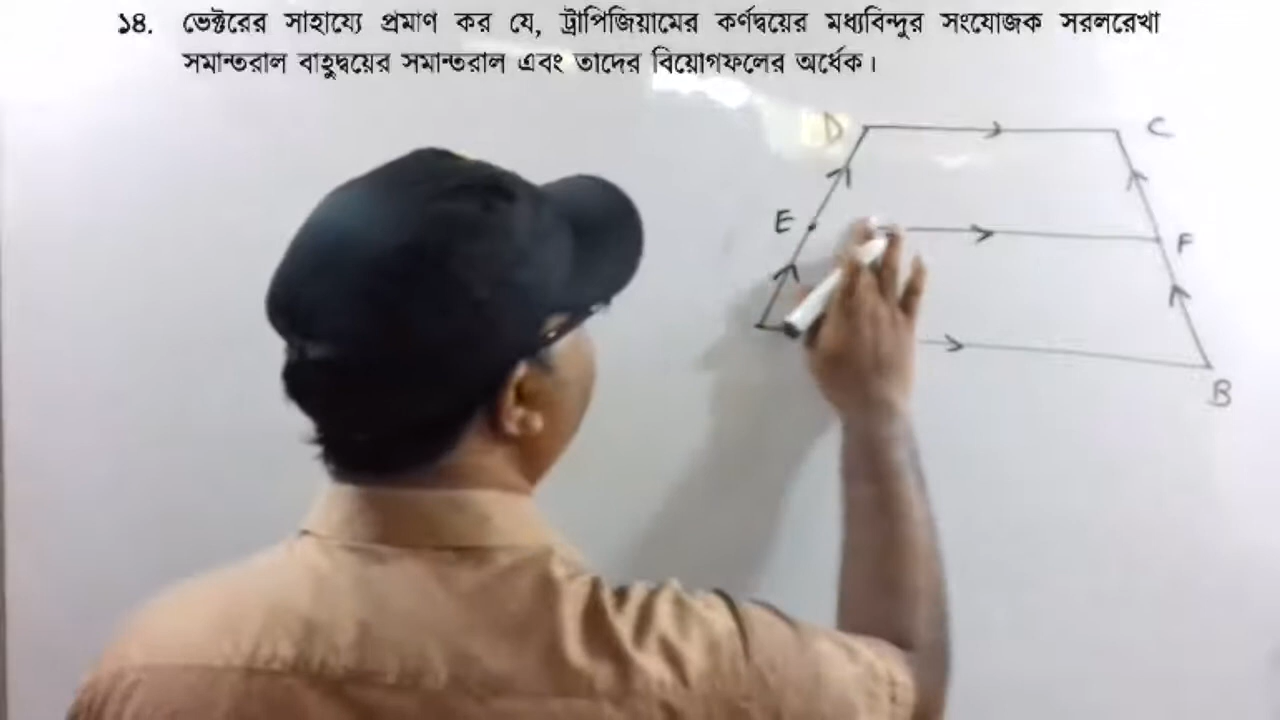 ১৪. ভেক্টরের সাহায্যে প্রমাণ কর যে, ট্রাপিজিয়ামের কর্ণদ্বয়ের মধ্যবিন্দুর সংযোজক সরলরেখা
সমান্তরাল বাহুদ্বয়ের সমান্তরাল এবং তাদের বিয়োগফলের অর্ধেক।
D C
E F
B